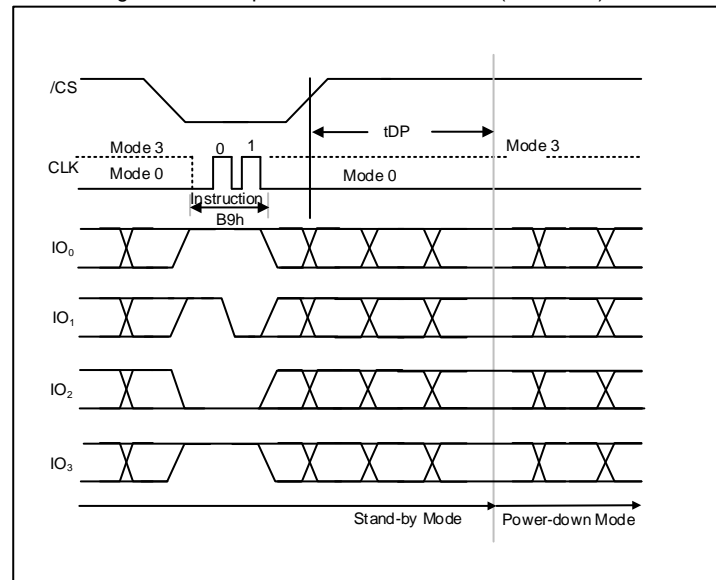 /CS
tDP
Mode 3 0 1 Mode 3
CLK
Mode 0 Mode 0
Instruction
B9h
IO₀
IO₁
IO₂
IO₃
Stand-by Mode Power-down Mode